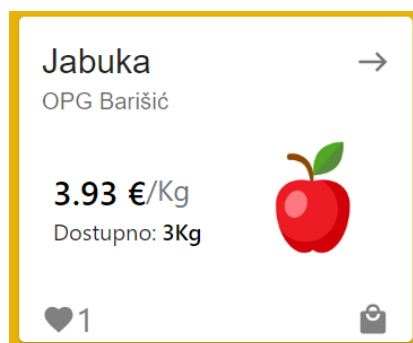 Jabuka
OPG Barišić
3.93 €/Kg
Dostupno: 3Kg
1